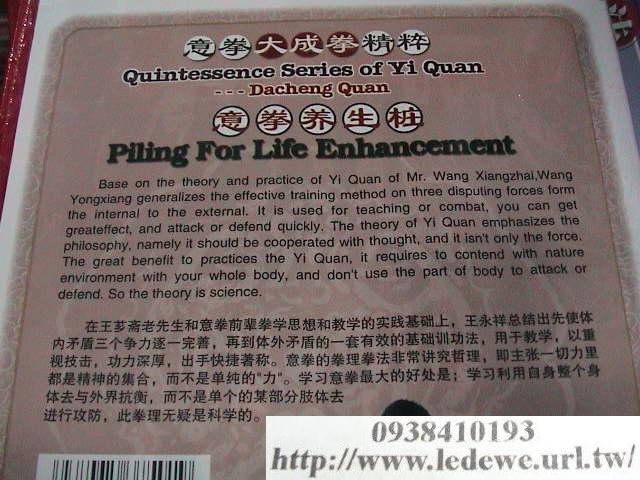 意拳大成拳精粹
Quintessence Series of Yi Quan
--- Dacheng Quan
意拳养生桩
Piling For Life Enhancement
Base on the theory and practice of Yi Quan of Mr. Wang Xiangzhai,Wang
Yongxiang generalizes the effective training method on three disputing forces form
the internal to the external. It is used for teaching or combat, you can get
greateffect, and attack or defend quickly. The theory of Yi Quan emphasizes the
philosophy, namely it should be cooperated with thought, and it isn't only the force.
The great benefit to practices the Yi Quan, it requires to contend with nature
environment with your whole body, and don't use the part of body to attack or
defend. So the theory is science.
在王芗斋老先生和意拳前辈拳学思想和教学的实践基础上，王永祥总结出先使体
内矛盾三个争力逐一完善，再到体外矛盾的一套有效的基础训功法，用于教学，以重
视技击，功力深厚，出手快捷著称。意拳的拳理拳法非常讲究哲理，即主张一切力里
都是精神的集合，而不是单纯的"力"。学习意拳最大的好处是；学习利用自身整个身
体去与外界抗衡，而不是单个的某部分肢体去
进行攻防，此拳理无疑是科学的。
0938410193
http://www.ledewe.url.tw/